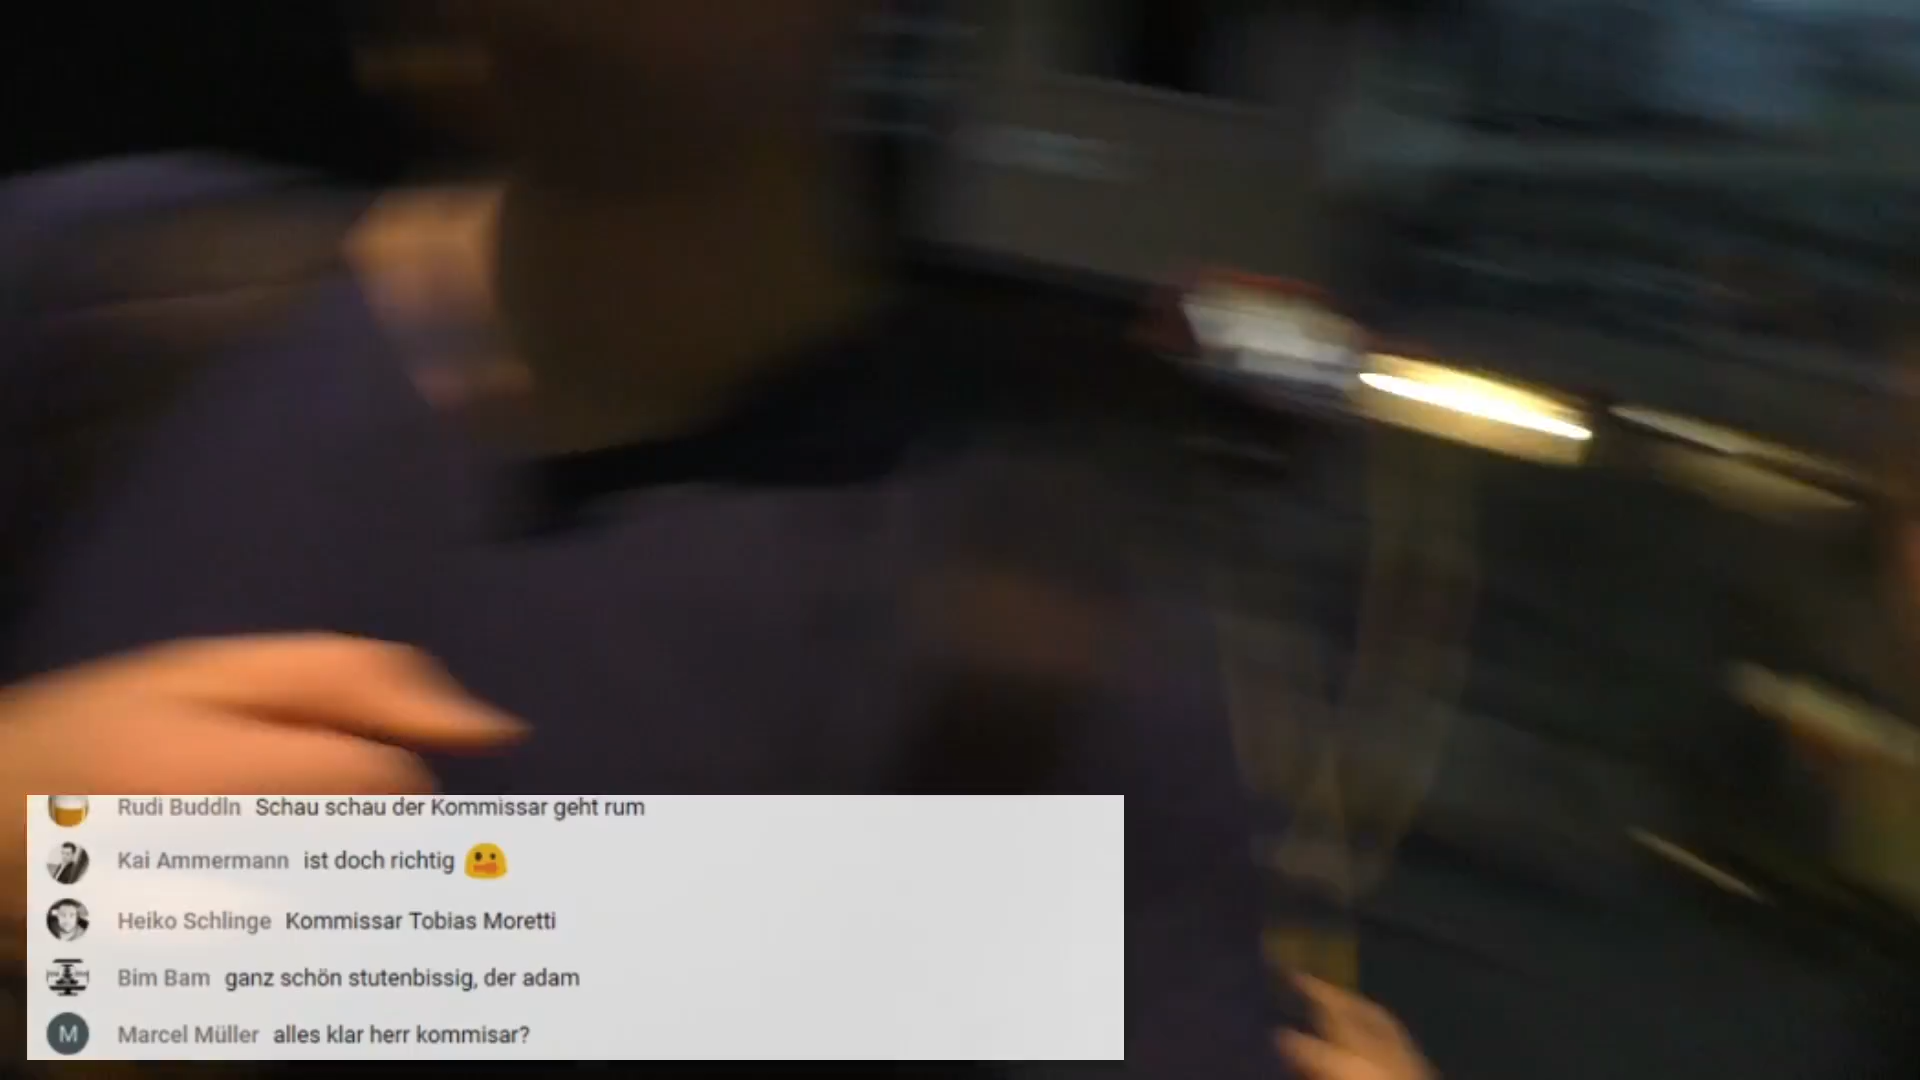 Rudi Buddln Schau schau der Kommissar geht rum
Kai Ammermann ist doch richtig
Heiko Schlinge Kommissar Tobias Moretti
Bim Bam ganz schön stutenbissig, der adam
M Marcel Müller alles klar herr kommisar?